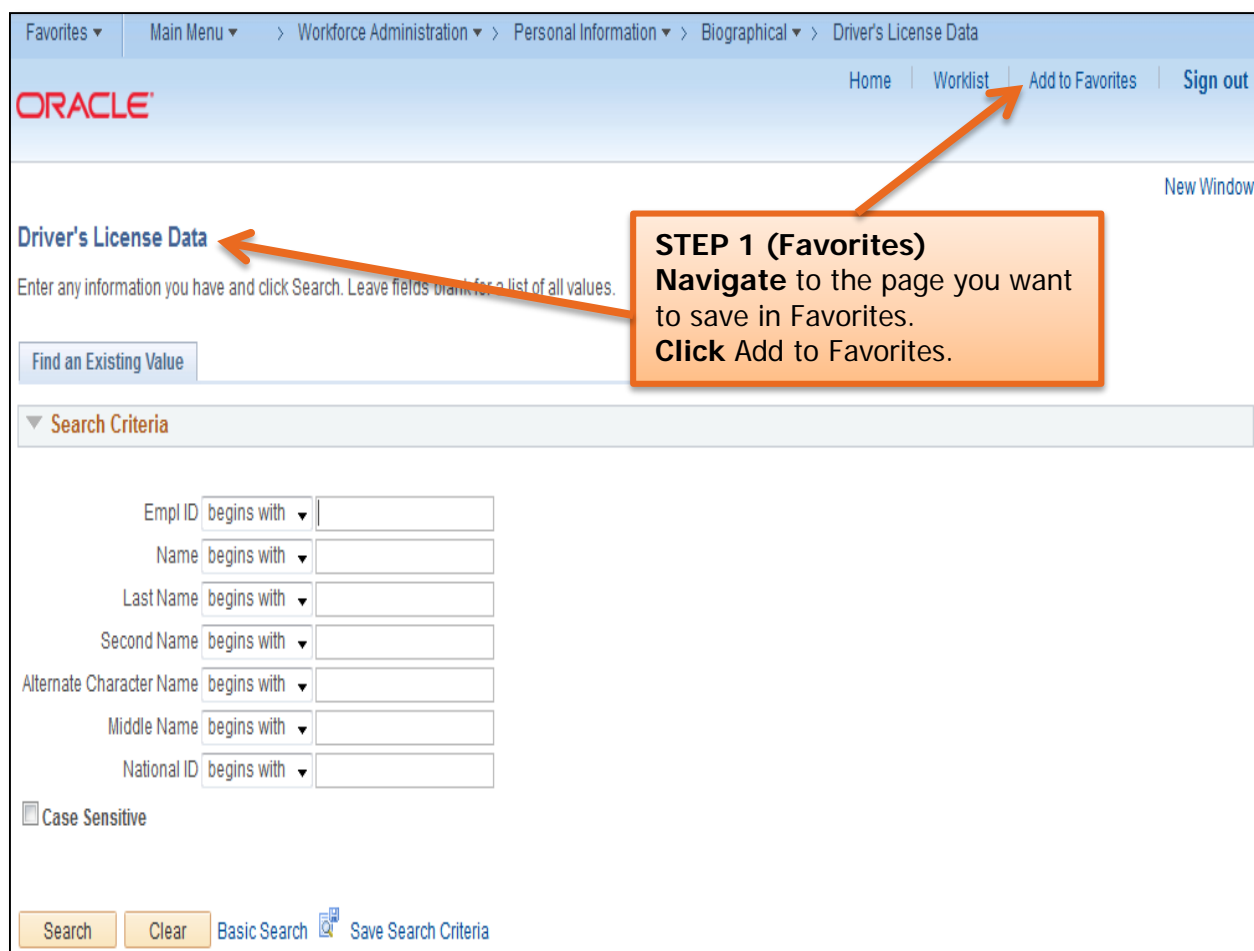 Favorites Main Menu > Workforce Administration > Personal Information > Biographical > Driver's License Data
Home Worklist Add to Favorites Sign out
ORACLE
New Window
Driver's License Data
Enter any information you have and click Search. Leave fields blank for a list of all values.
STEP 1 (Favorites)
Navigate to the page you want
to save in Favorites.
Click Add to Favorites.
Find an Existing Value
Search Criteria
Empl ID begins with
Name begins with
Last Name begins with
Second Name begins with
Alternate Character Name begins with
Middle Name begins with
National ID begins with
Case Sensitive
Search Clear Basic Search Save Search Criteria